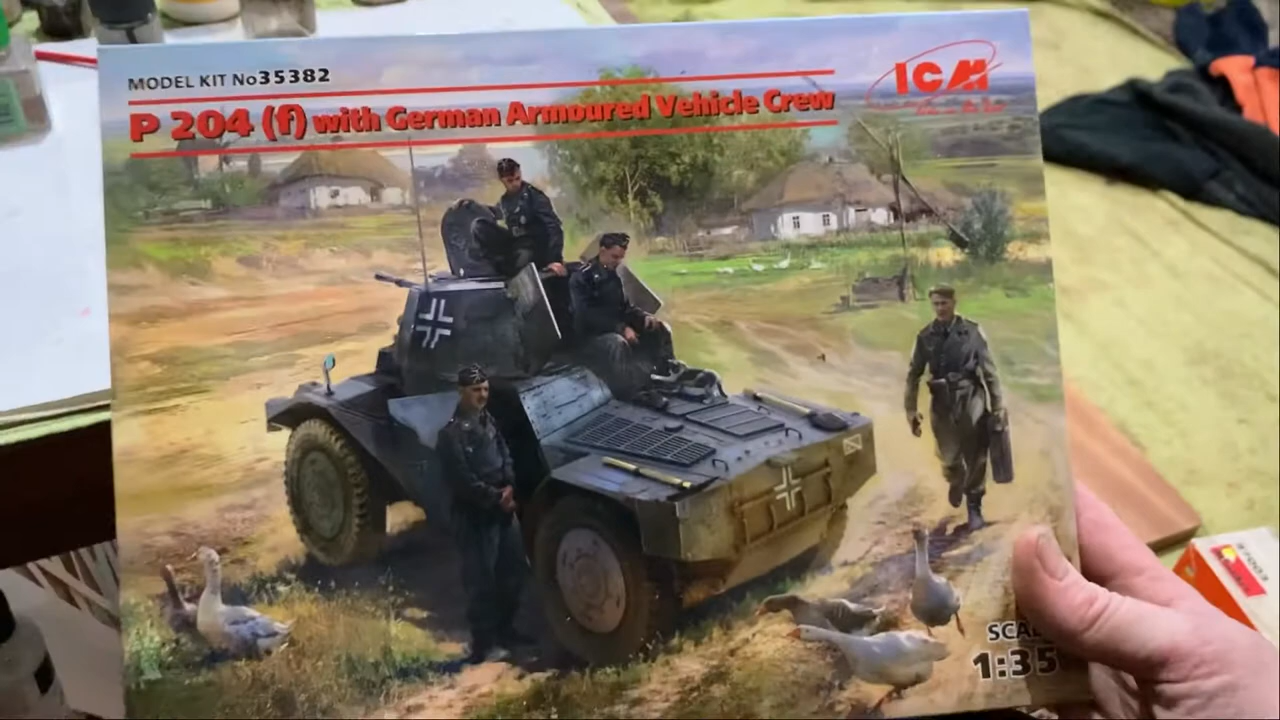 MODEL KIT No35382
P 204 (f) with German Armoured Vehicle Crew
ICM
SCALE
1:35